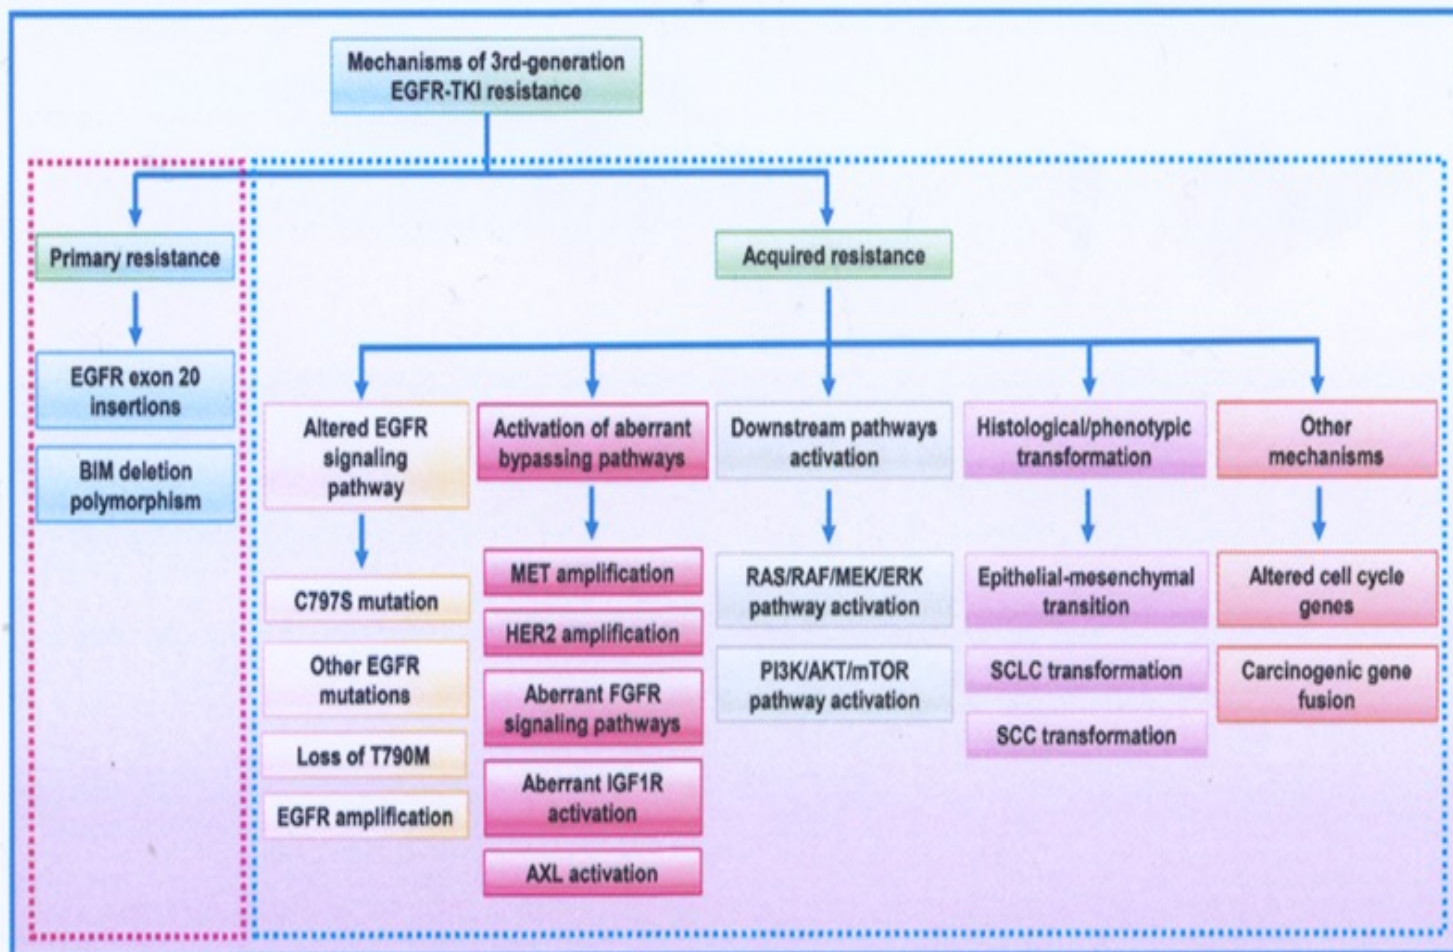 Mechanisms of 3rd-generation
EGFR-TKI resistance
Primary resistance
EGFR exon 20
insertions
BIM deletion
polymorphism
Acquired resistance
Altered EGFR
signaling
pathway
C797S mutation
Other EGFR
mutations
Loss of T790M
EGFR amplification
Activation of aberrant
bypassing pathways
MET amplification
HER2 amplification
Aberrant FGFR
signaling pathways
Aberrant IGF1R
activation
AXL activation
Downstream pathways
activation
RAS/RAF/MEK/ERK
pathway activation
PI3K/AKT/mTOR
pathway activation
Histological/phenotypic
transformation
Epithelial-mesenchymal
transition
SCLC transformation
SCC transformation
Other
mechanisms
Altered cell cycle
genes
Carcinogenic gene
fusion